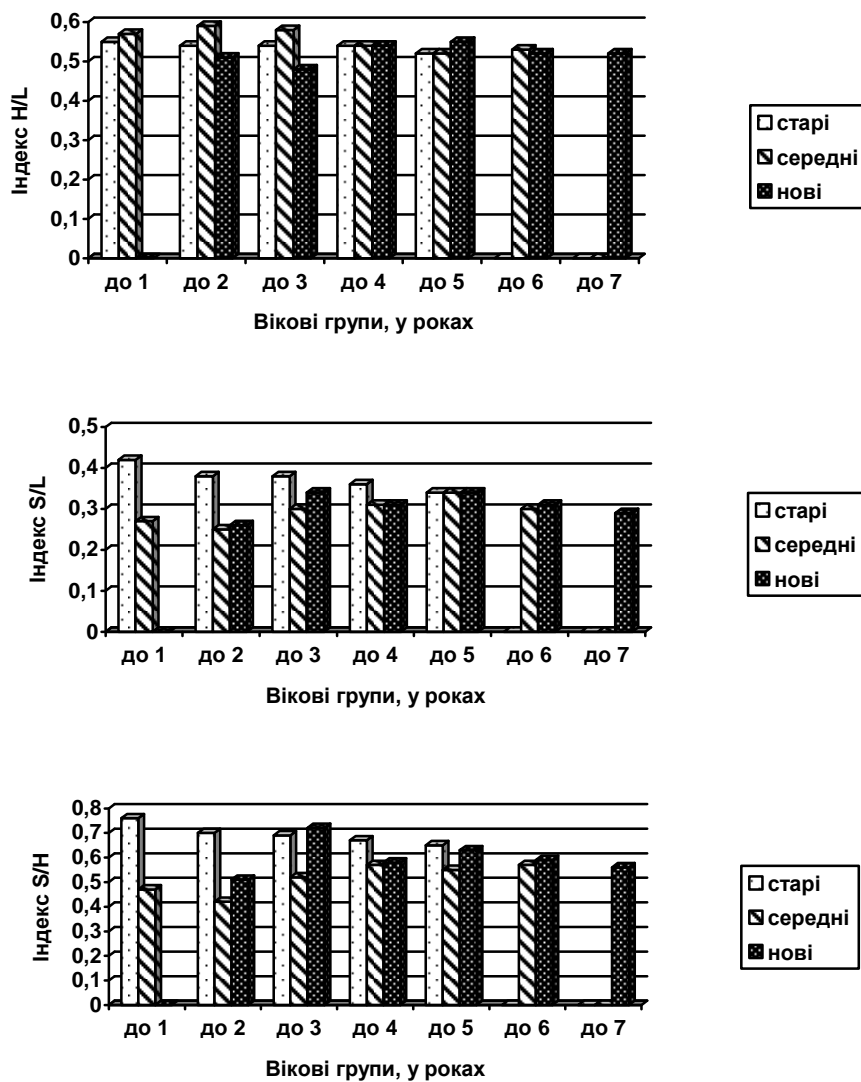 Індекс H/L
0,6
0,5
0,4
0,3
0,2
0,1
0
до 1 до 2 до 3 до 4 до 5 до 6 до 7
Вікові групи, у роках
старі
середні
нові
Індекс S/L
0,5
0,4
0,3
0,2
0,1
0
до 1 до 2 до 3 до 4 до 5 до 6 до 7
Вікові групи, у роках
старі
середні
нові
Індекс S/H
0,8
0,7
0,6
0,5
0,4
0,3
0,2
0,1
0
до 1 до 2 до 3 до 4 до 5 до 6 до 7
Вікові групи, у роках
старі
середні
нові